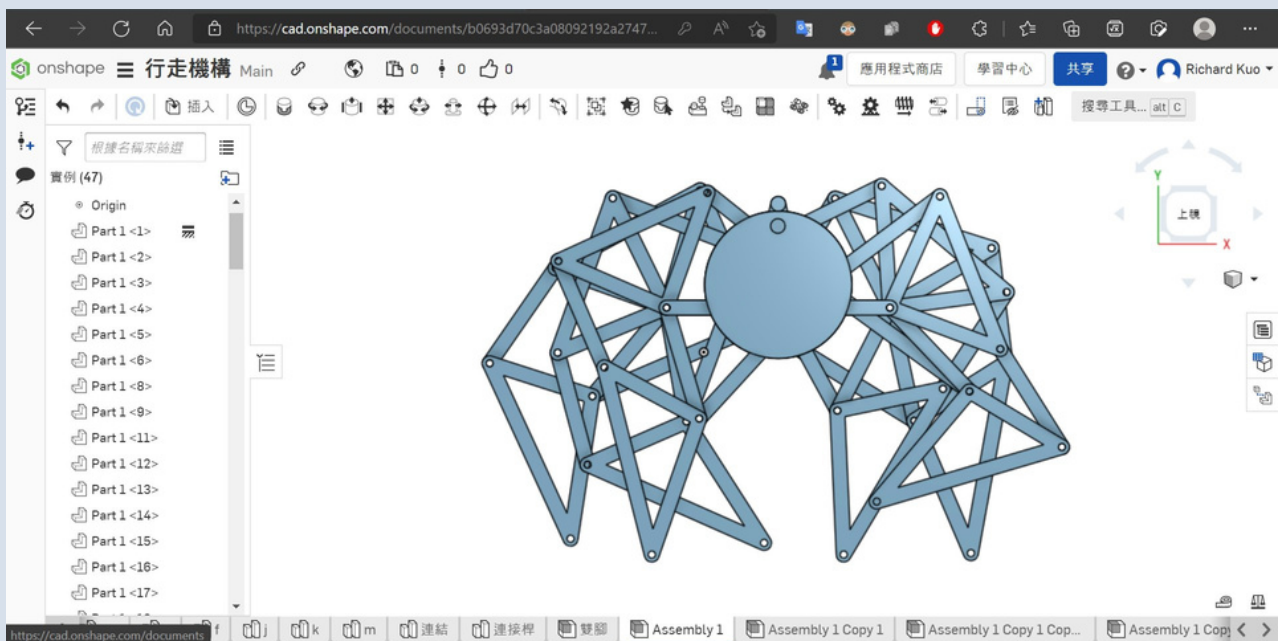 https://cad.onshape.com/documents/b0693d70c3a08092192a2747...
onshape 行走機構 Main 0 0 0 1 應用程式商店 學習中心 共享 Richard Kuo
插入 搜尋工具... alt C
根據名稱來篩選
實例 (47)
Origin
Part 1 <1>
Part 1 <2>
Part 1 <3>
Part 1 <4>
Part 1 <5>
Part 1 <6>
Part 1 <8>
Part 1 <9>
Part 1 <11>
Part 1 <12>
Part 1 <13>
Part 1 <14>
Part 1 <15>
Part 1 <16>
Part 1 <17>
Y
上視
X
https://cad.onshape.com/documents f j k m 連結 連接桿 雙腳 Assembly 1 Assembly 1 Copy 1 Assembly 1 Copy 1 Cop... Assembly 1 Copy